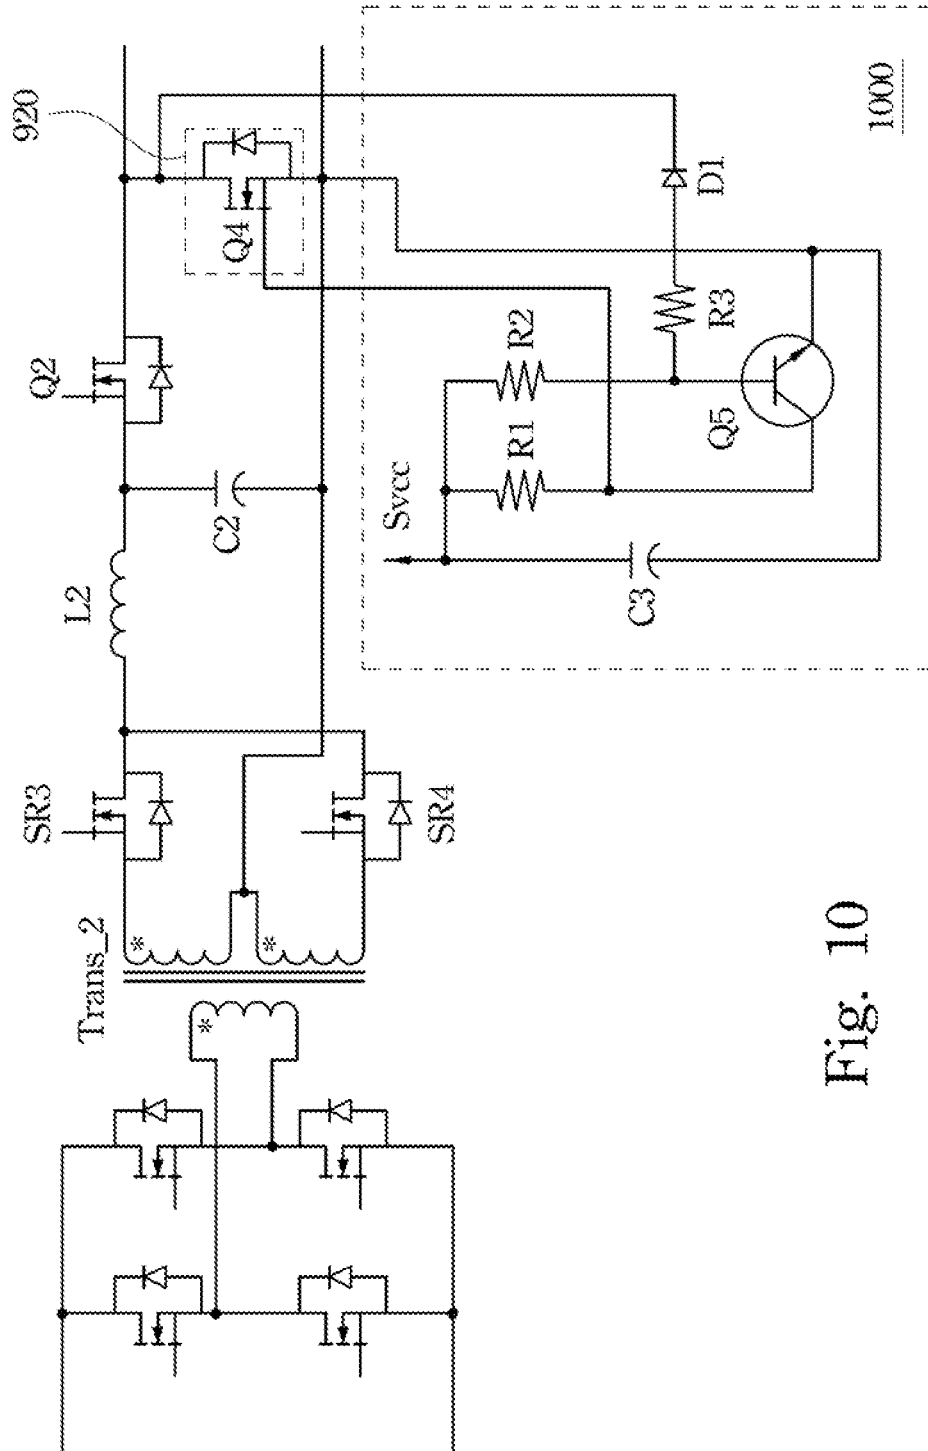 Trans_2
*
*
*
SR3
SR4
L2
C2
Q2
920
Q4
Svcc
R1
R2
C3
Q5
R3
D1
1000
Fig. 10